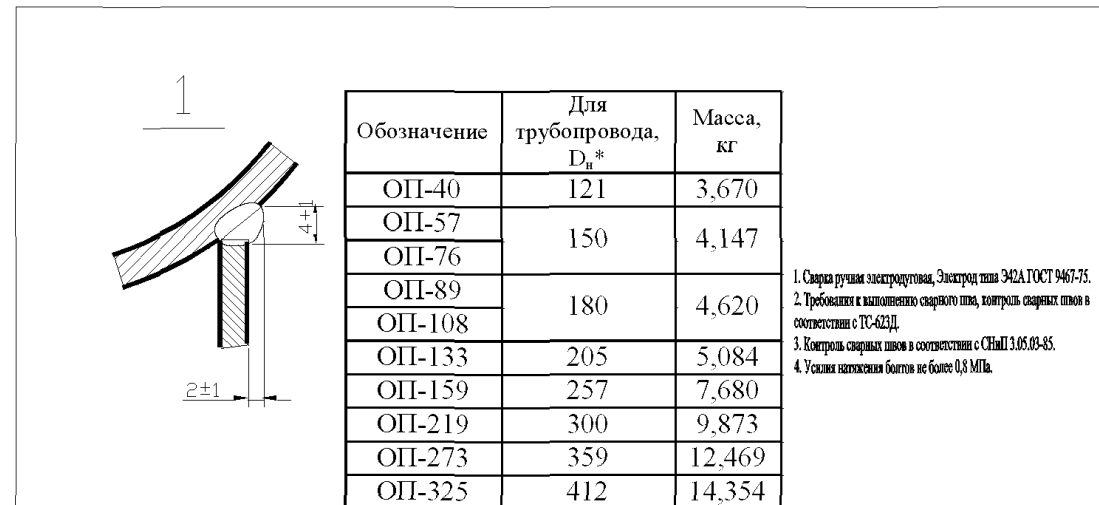 1
4+1
2±1
Обозначение
Для
трубопровода,
Dн*
Масса,
кг
ОП-40 121 3,670
ОП-57
ОП-76
150 4,147
ОП-89
ОП-108
180 4,620
ОП-133 205 5,084
ОП-159 257 7,680
ОП-219 300 9,873
ОП-273 359 12,469
ОП-325 412 14,354
1. Сварка ручная электродуговая, Электрод типа Э42А ГОСТ 9467-75.
2. Требования к выполнению сварного шва, контроль сварных швов в
соответствии с ТС-623Д.
3. Контроль сварных швов в соответствии с СНиП 3.05.03-85.
4. Усилия натяжения болтов не более 0,8 МПа.